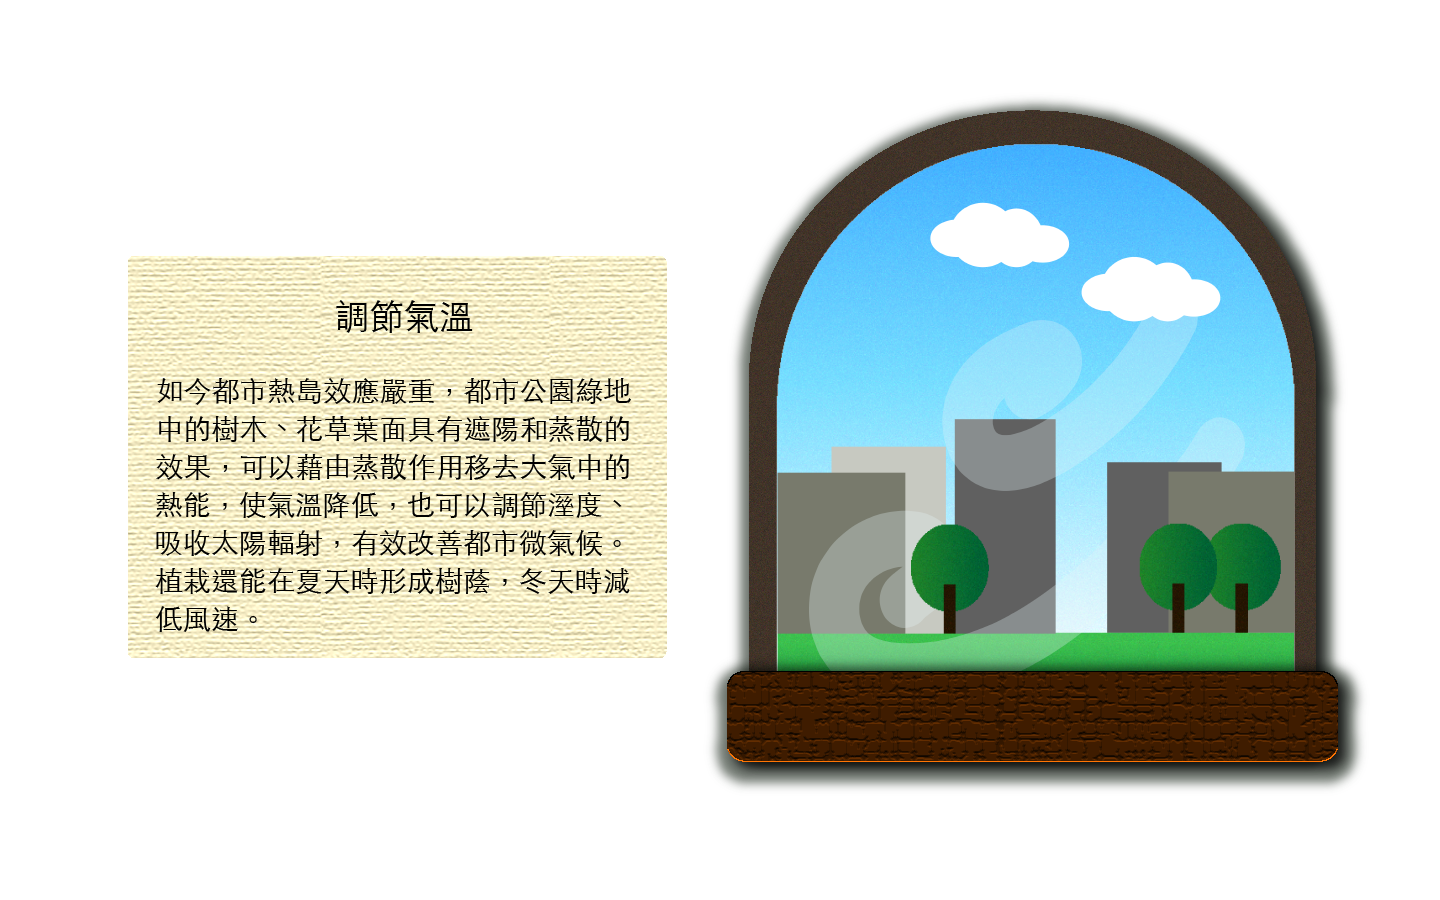 調節氣溫
如今都市熱島效應嚴重，都市公園綠地
中的樹木、花草葉面具有遮陽和蒸散的
效果，可以藉由蒸散作用移去大氣中的
熱能，使氣溫降低，也可以調節溼度、
吸收太陽輻射，有效改善都市微氣候。
植栽還能在夏天時形成樹蔭，冬天時減
低風速。